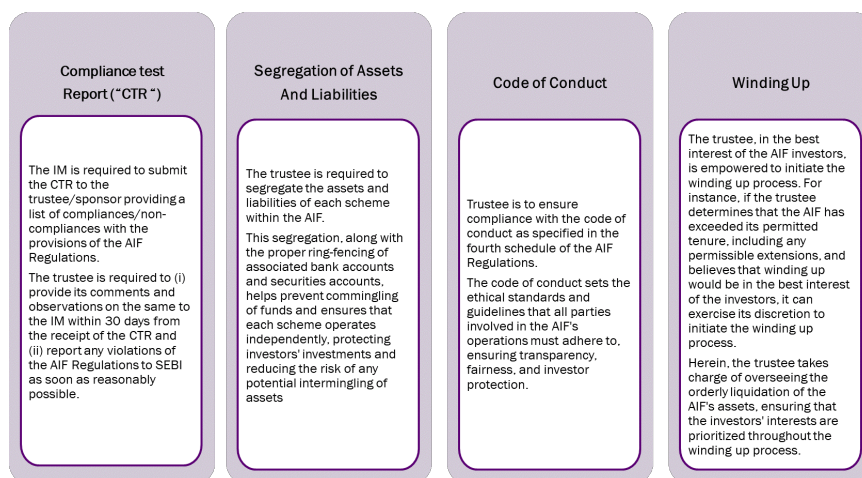 Compliance test
Report ("CTR ")
The IM is required to submit
the CTR to the
trustee/sponsor providing a
list of compliances/non-
compliances with the
provisions of the AIF
Regulations.
The trustee is required to (i)
provide its comments and
observations on the same to
the IM within 30 days from
the receipt of the CTR and
(ii) report any violations of
the AIF Regulations to SEBI
as soon as reasonably
possible.
Segregation of Assets
And Liabilities
The trustee is required to
segregate the assets and
liabilities of each scheme
within the AIF.
This segregation, along with
the proper ring-fencing of
associated bank accounts
and securities accounts,
helps prevent commingling
of funds and ensures that
each scheme operates
independently, protecting
investors' investments and
reducing the risk of any
potential intermingling of
assets
Code of Conduct
Trustee is to ensure
compliance with the code of
conduct as specified in the
fourth schedule of the AIF
Regulations.
The code of conduct sets the
ethical standards and
guidelines that all parties
involved in the AIF's
operations must adhere to,
ensuring transparency,
fairness, and investor
protection.
Winding Up
The trustee, in the best
interest of the AIF investors,
is empowered to initiate the
winding up process. For
instance, if the trustee
determines that the AIF has
exceeded its permitted
tenure, including any
permissible extensions, and
believes that winding up
would be in the best interest
of the investors, it can
exercise its discretion to
initiate the winding up
process.
Herein, the trustee takes
charge of overseeing the
orderly liquidation of the
AIF's assets, ensuring that
the investors' interests are
prioritized throughout the
winding up process.